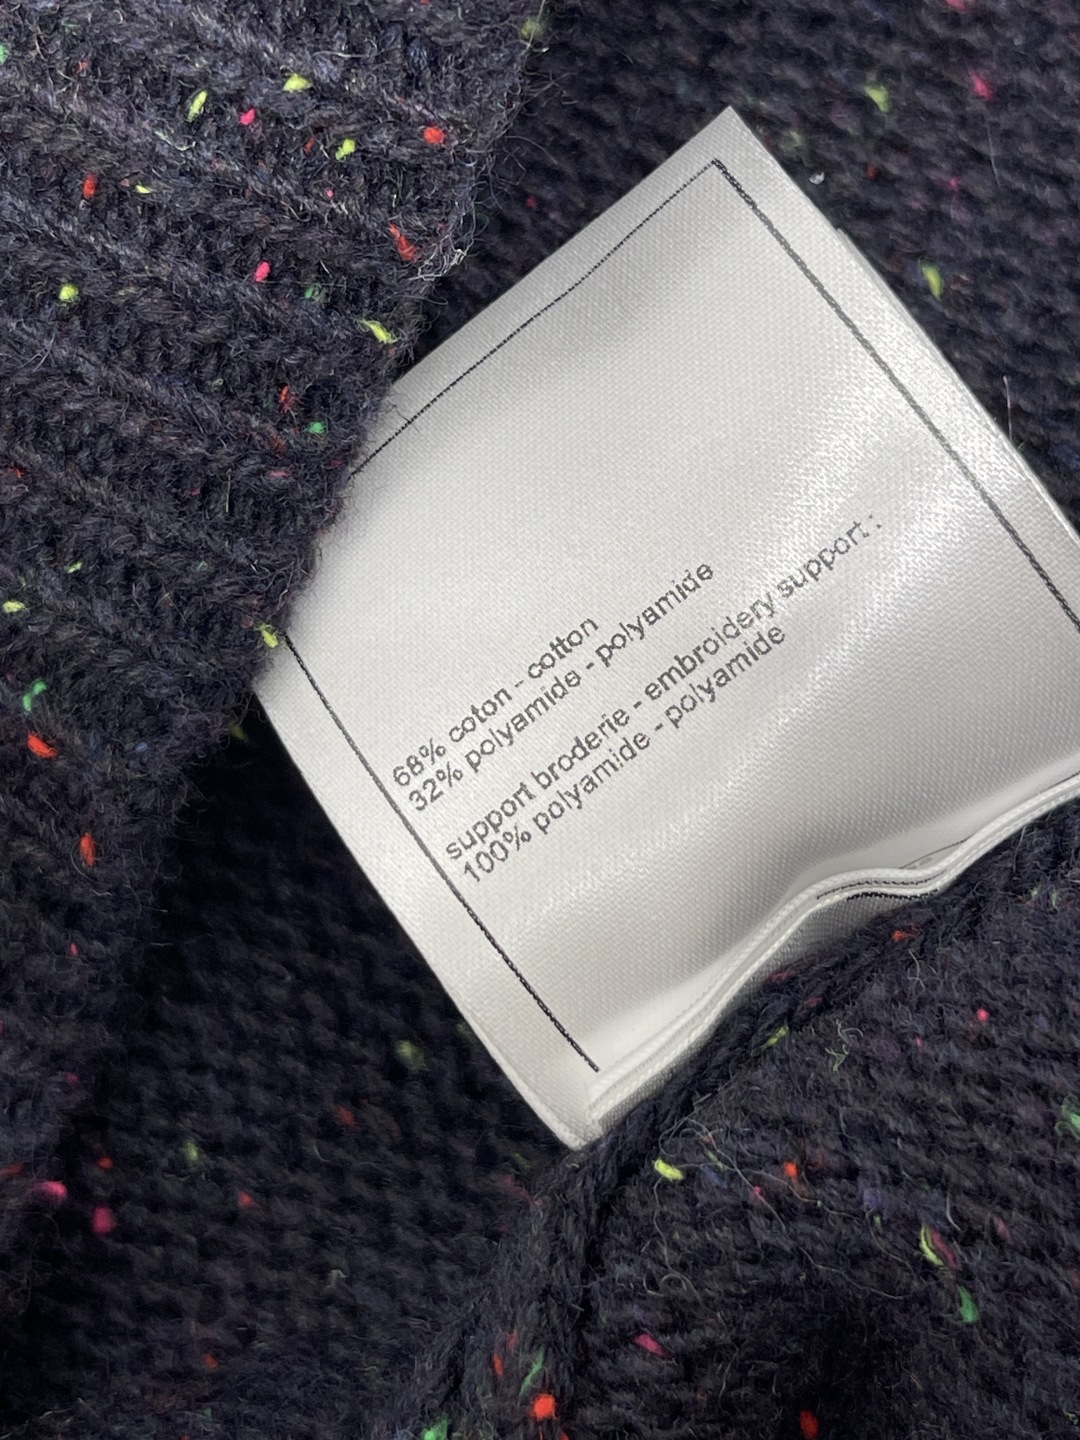 68% coton - cotton
32% polyamide - polyamide
support broderie - embroidery support :
100% polyamide - polyamide